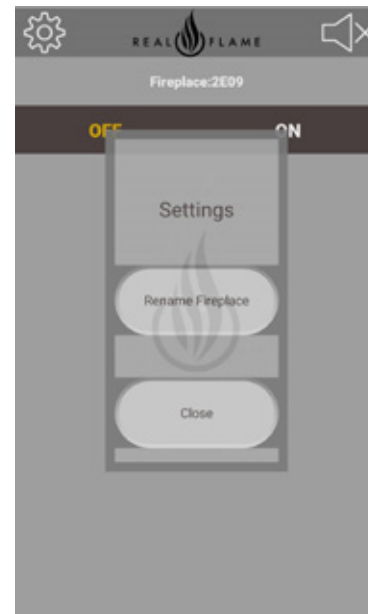 REAL FLAME
Fireplace:2E09
OFF ON
Settings
Rename Fireplace
Close